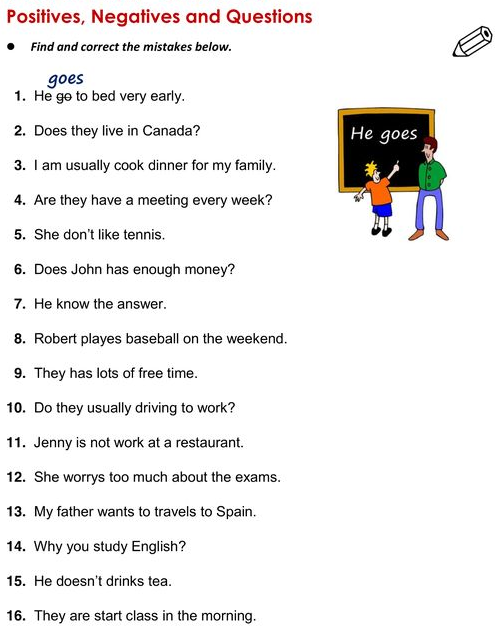 Positives, Negatives and Questions
● Find and correct the mistakes below.
goes
1. He go to bed very early.
He goes
2. Does they live in Canada?
3. I am usually cook dinner for my family.
4. Are they have a meeting every week?
5. She don't like tennis.
6. Does John has enough money?
7. He know the answer.
8. Robert playes baseball on the weekend.
9. They has lots of free time.
10. Do they usually driving to work?
11. Jenny is not work at a restaurant.
12. She worrys too much about the exams.
13. My father wants to travels to Spain.
14. Why you study English?
15. He doesn't drinks tea.
16. They are start class in the morning.